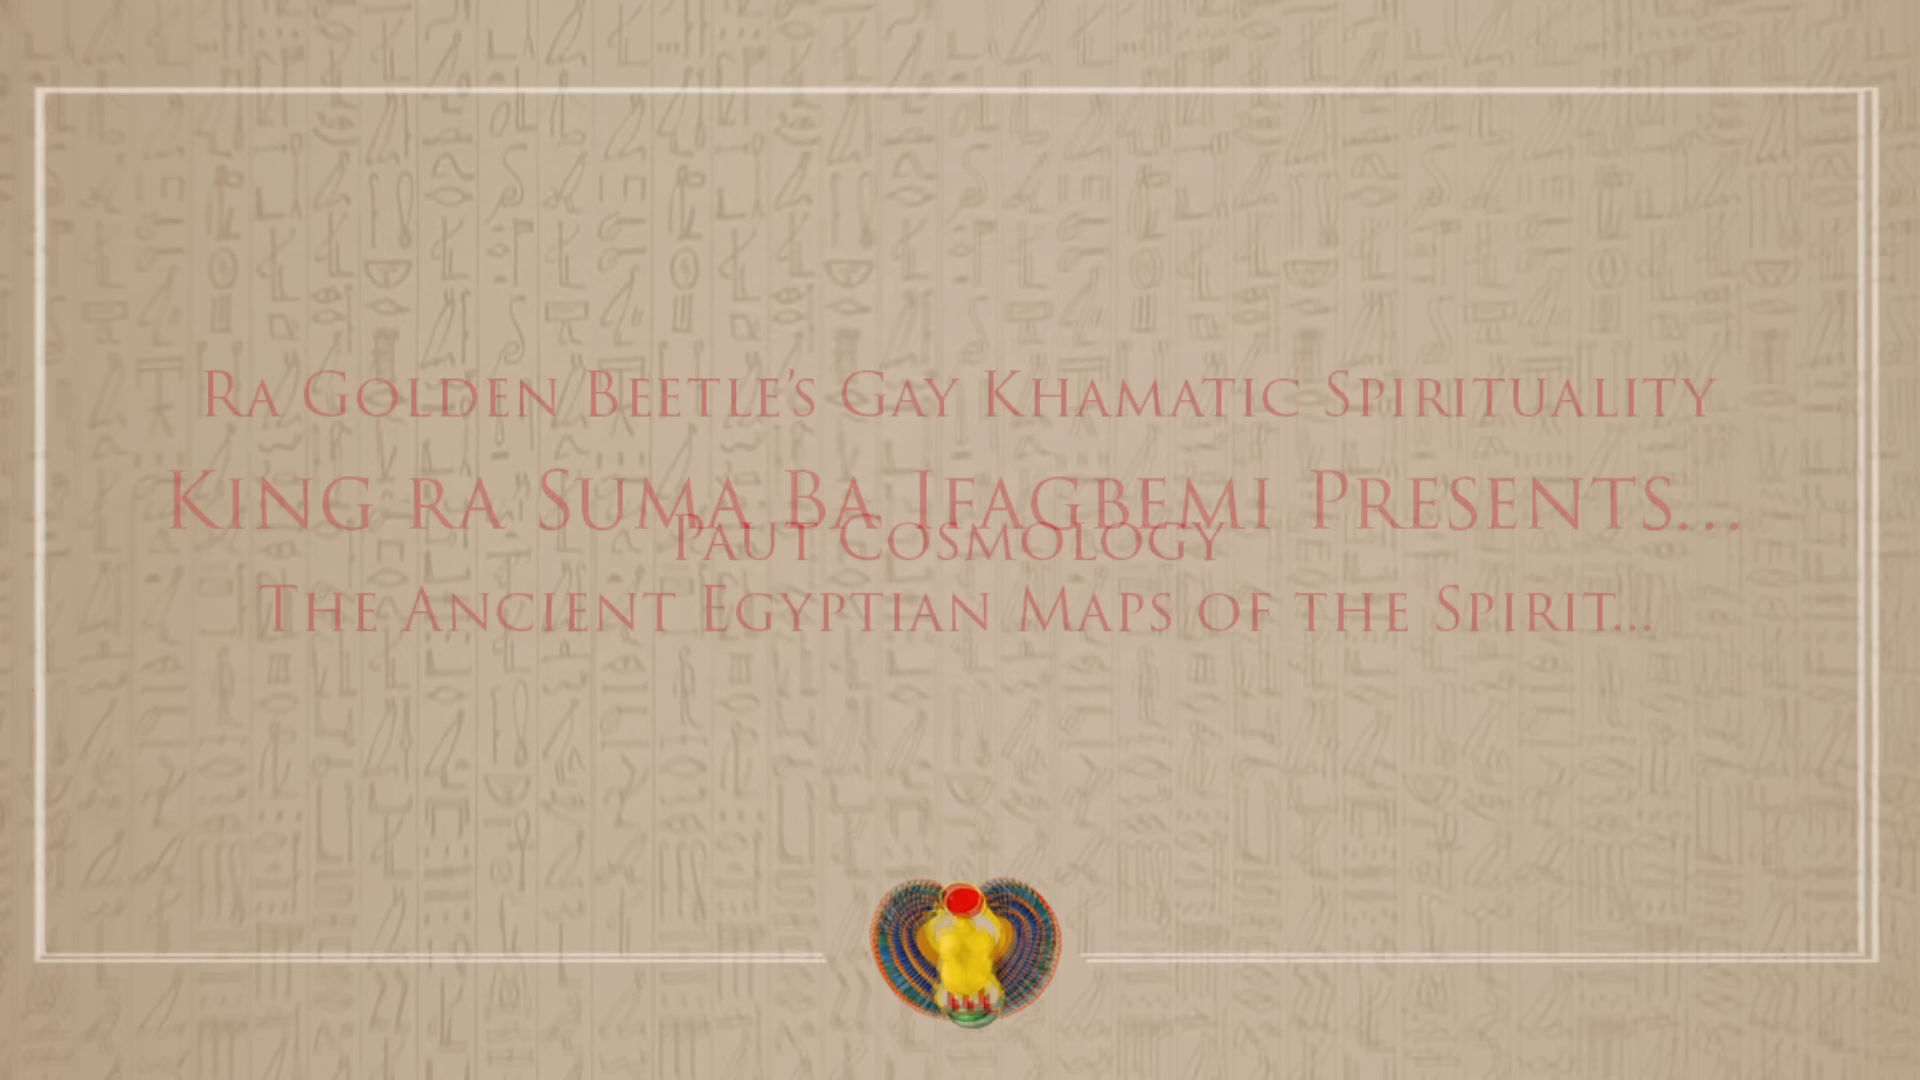 Ra Golden Beetle’s Gay Khamatic Spirituality
King ra Suma Ba Ifagbemi Presents...
Paut Cosmology
The Ancient Egyptian Maps of the Spirit...